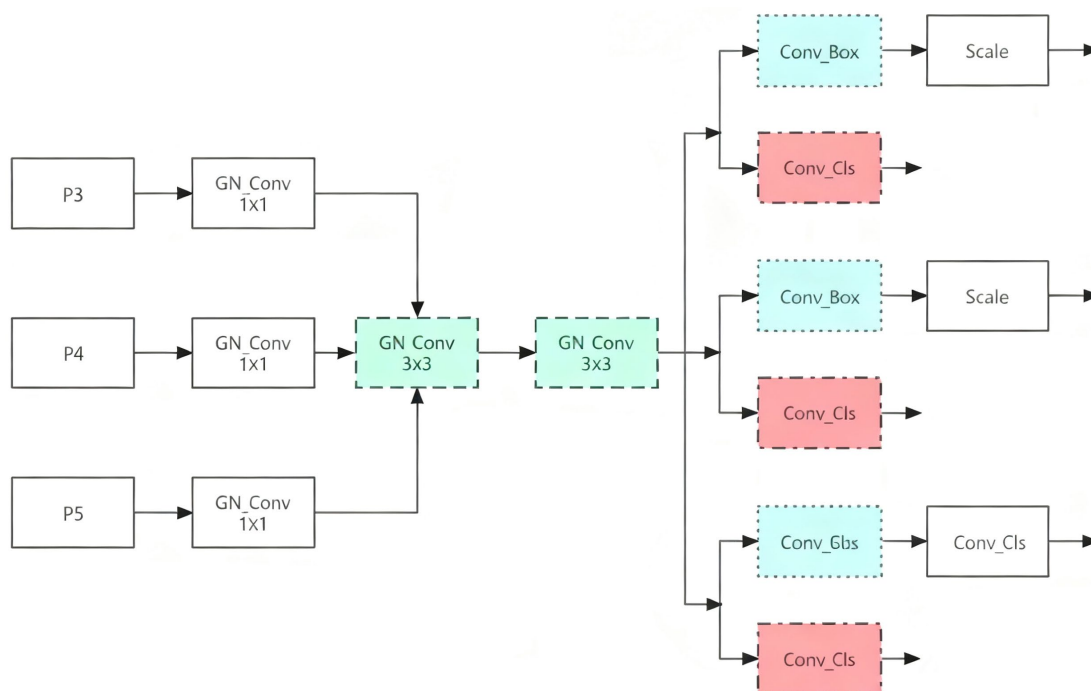 Conv_Box
Scale
Conv_Cls
P3
GN_Conv
1x1
Conv_Box
Scale
P4
GN_Conv
1x1
GN Conv
3x3
GN Conv
3x3
Conv_Cls
P5
GN_Conv
1x1
Conv_Cls
Conv_Cls